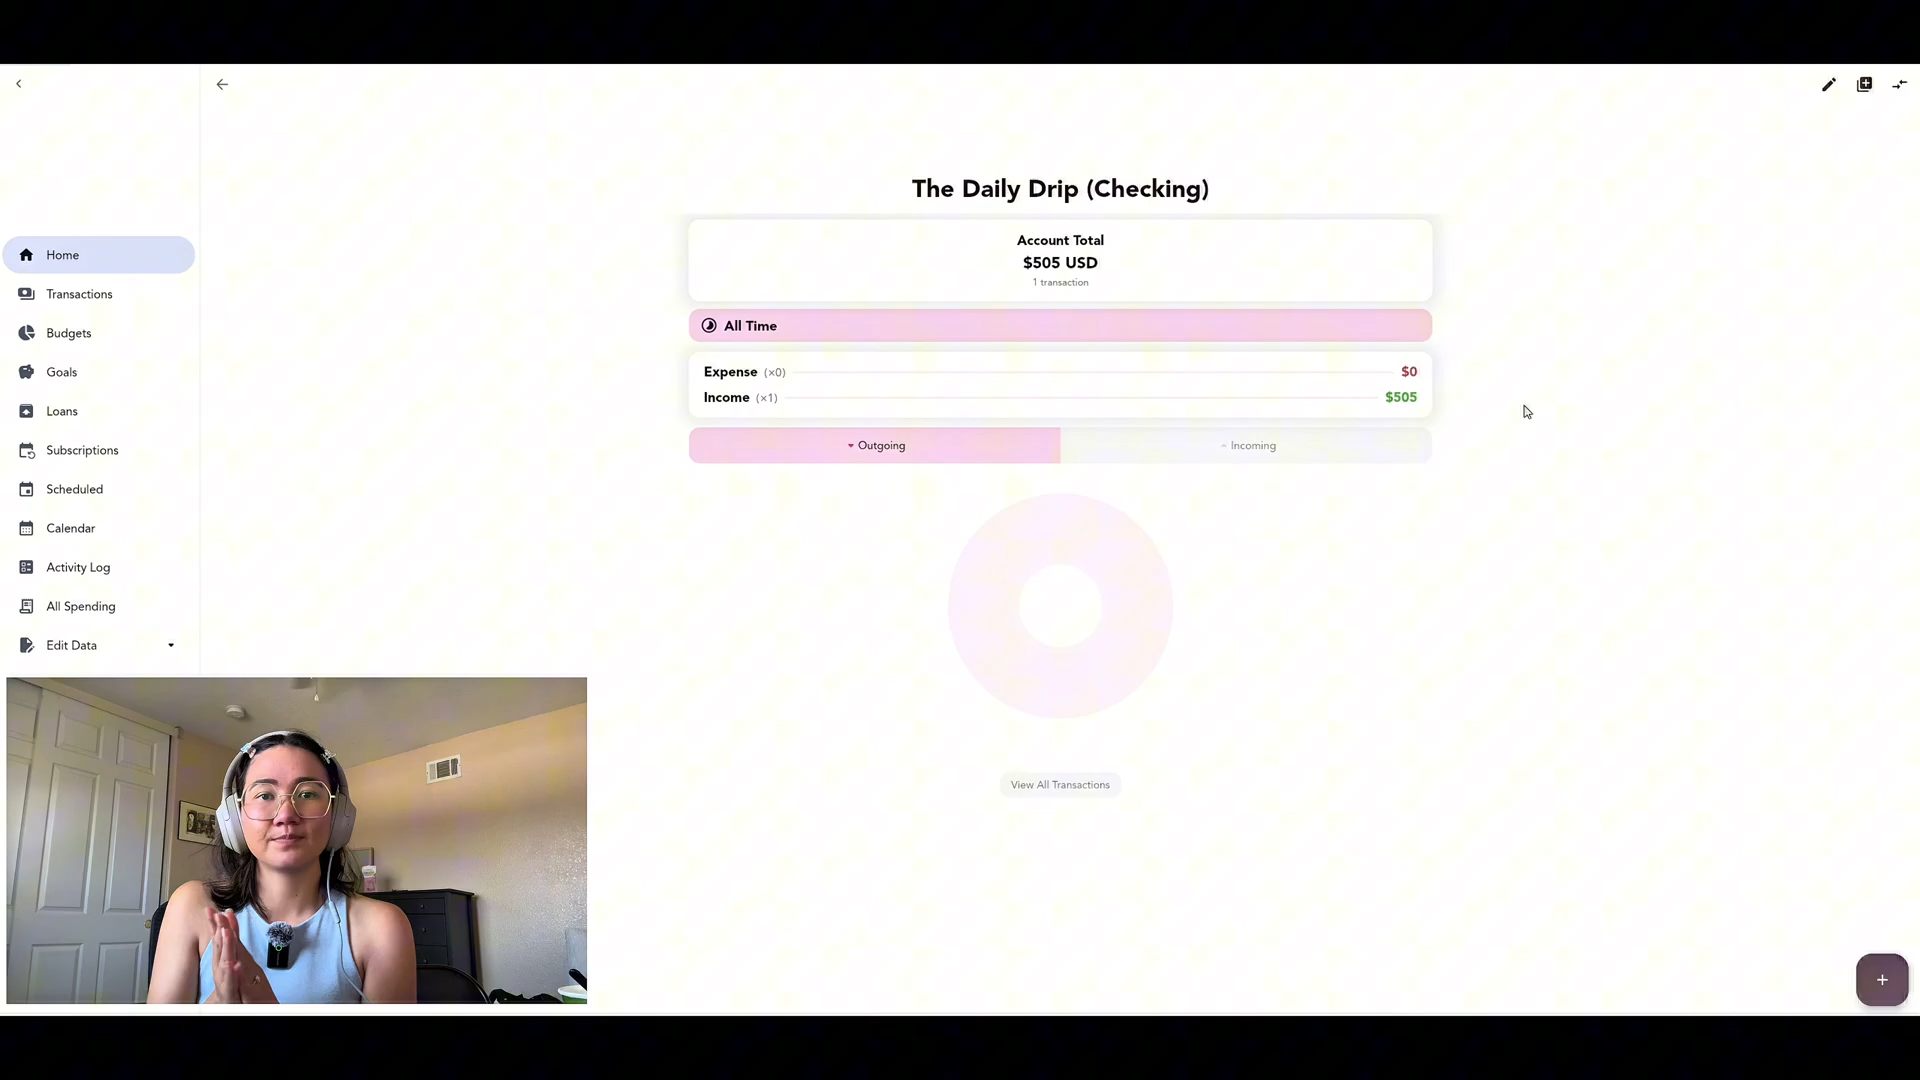 The Daily Drip (Checking)
Account Total
$505 USD
1 transaction
All Time
Expense (×0) $0
Income (×1) $505
Outgoing
Incoming
View All Transactions
Home
Transactions
Budgets
Goals
Loans
Subscriptions
Scheduled
Calendar
Activity Log
All Spending
Edit Data